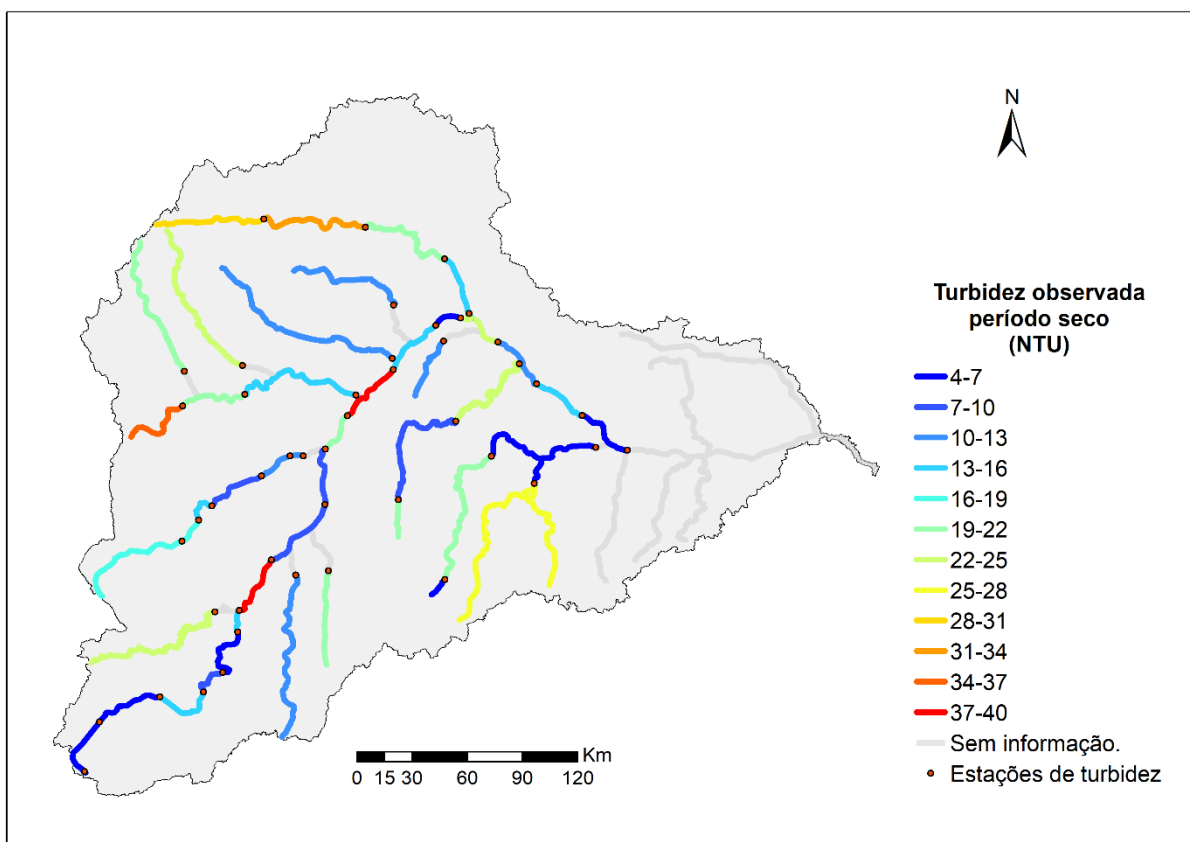 N
Turbidez observada
período seco
(NTU)
4-7
7-10
10-13
13-16
16-19
19-22
22-25
25-28
28-31
31-34
34-37
37-40
Sem informação.
Estações de turbidez
Km
0 15 30 60 90 120